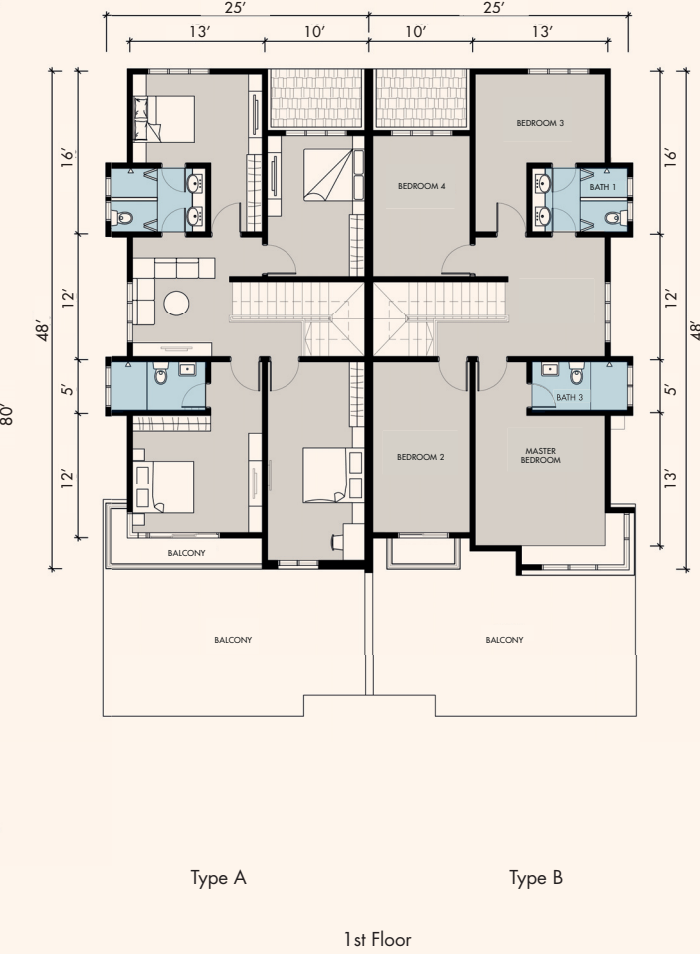 25′ 25′
13′ 10′ 10′ 13′
16′ 16′
BEDROOM 3
BEDROOM 4
BATH 1
12′ 12′
48′ 48′
5′ 5′
80′
BATH 3
BEDROOM 2
MASTER
BEDROOM
12′ 13′
BALCONY
BALCONY BALCONY
Type A Type B
1st Floor